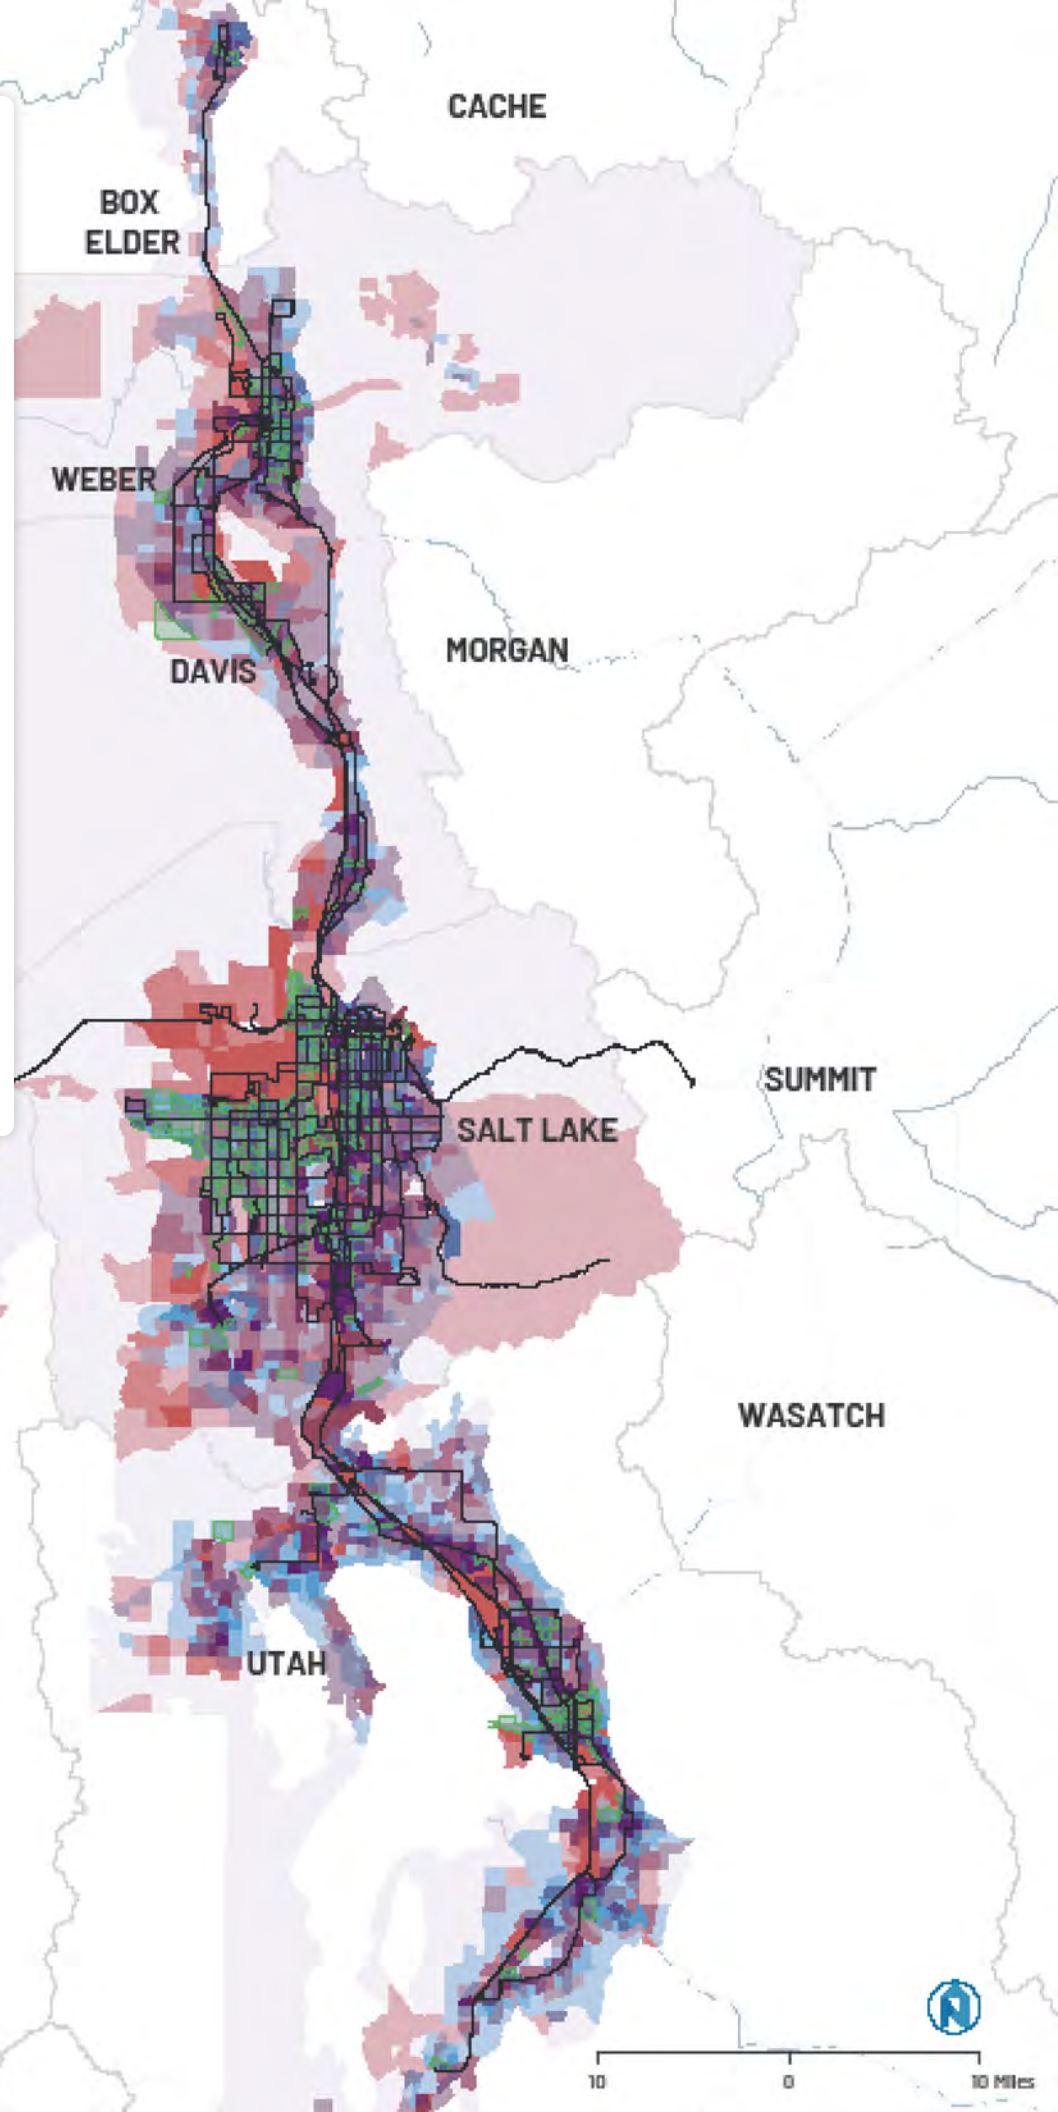 CACHE
BOX
ELDER
WEBER
MORGAN
DAVIS
SUMMIT
SALT LAKE
WASATCH
UTAH
N
10 0 10 Miles